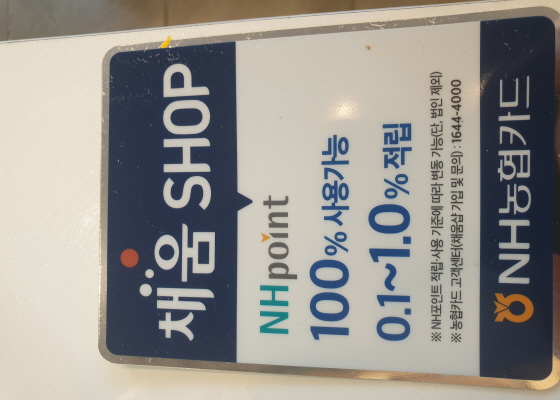 채움 SHOP
NHpoint
100% 사용가능
0.1~1.0% 적립
※ NH포인트 적립·사용 기준에 따라 변동 가능(단, 법인 제외)
※ 농협카드 고객센터(채움샵 가입 및 문의) : 1644-4000
NH농협카드